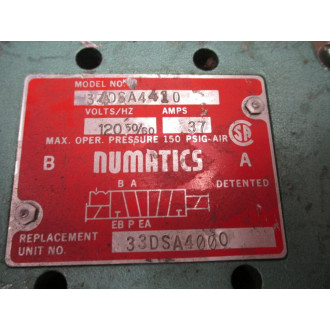 MODEL NO.
VOLTS/HZ AMPS
120 50/60 37
MAX. OPER. PRESSURE 150 PSIG-AIR
B NUMATICS A
B A DETENTED
EB P EA
REPLACEMENT
UNIT NO. 33DSA4000